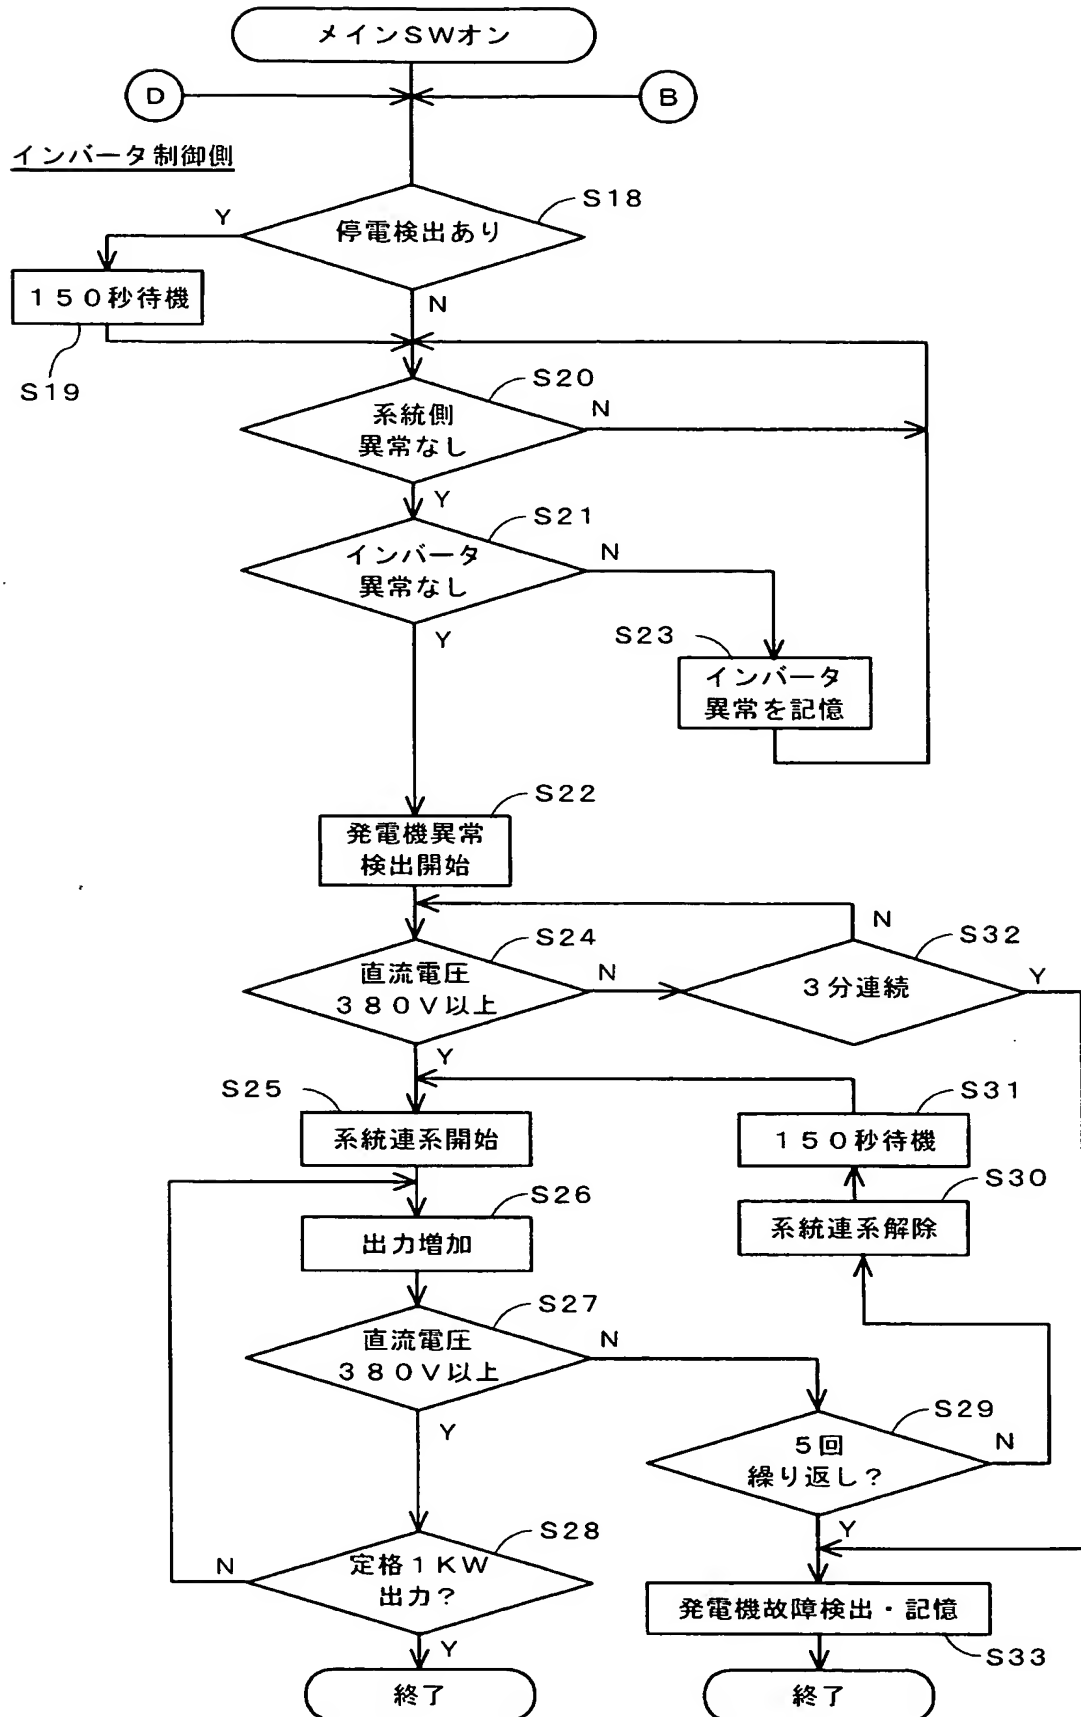 メインSWオン
D
B
インバータ制御側
S18
Y
停電検出あり
150秒待機
N
S19
S20
系統側
異常なし
N
Y
S21
インバータ
異常なし
N
Y
S23
インバータ
異常を記憶
S22
発電機異常
検出開始
N
S24
S32
直流電圧
380V以上
N
3分連続
Y
Y
S25
S31
系統連系開始
150秒待機
S26
S30
出力増加
系統連系解除
S27
直流電圧
380V以上
N
Y
S29
5回
繰り返し?
N
Y
S28
N
定格1KW
出力?
発電機故障検出・記憶
Y
S33
終了
終了